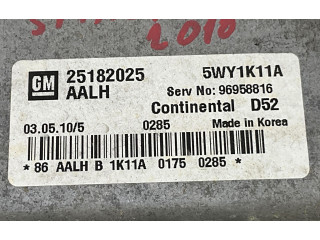 2010
GM 25182025 5WY1K11A
AALH Serv No: 96958816
Continental D52
03.05.10/5 0285 Made in Korea
* 86 AALH B 1K11A 0175 0285 *